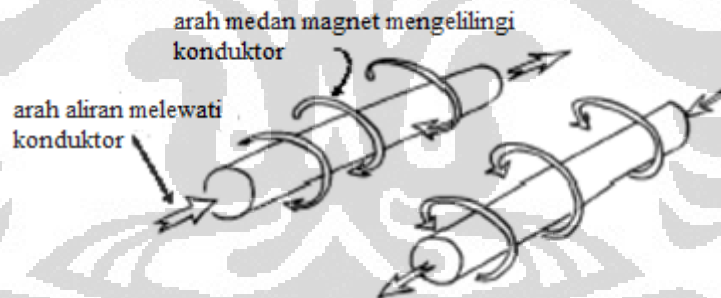 arah medan magnet mengelilingi
konduktor
arah aliran melewati
konduktor